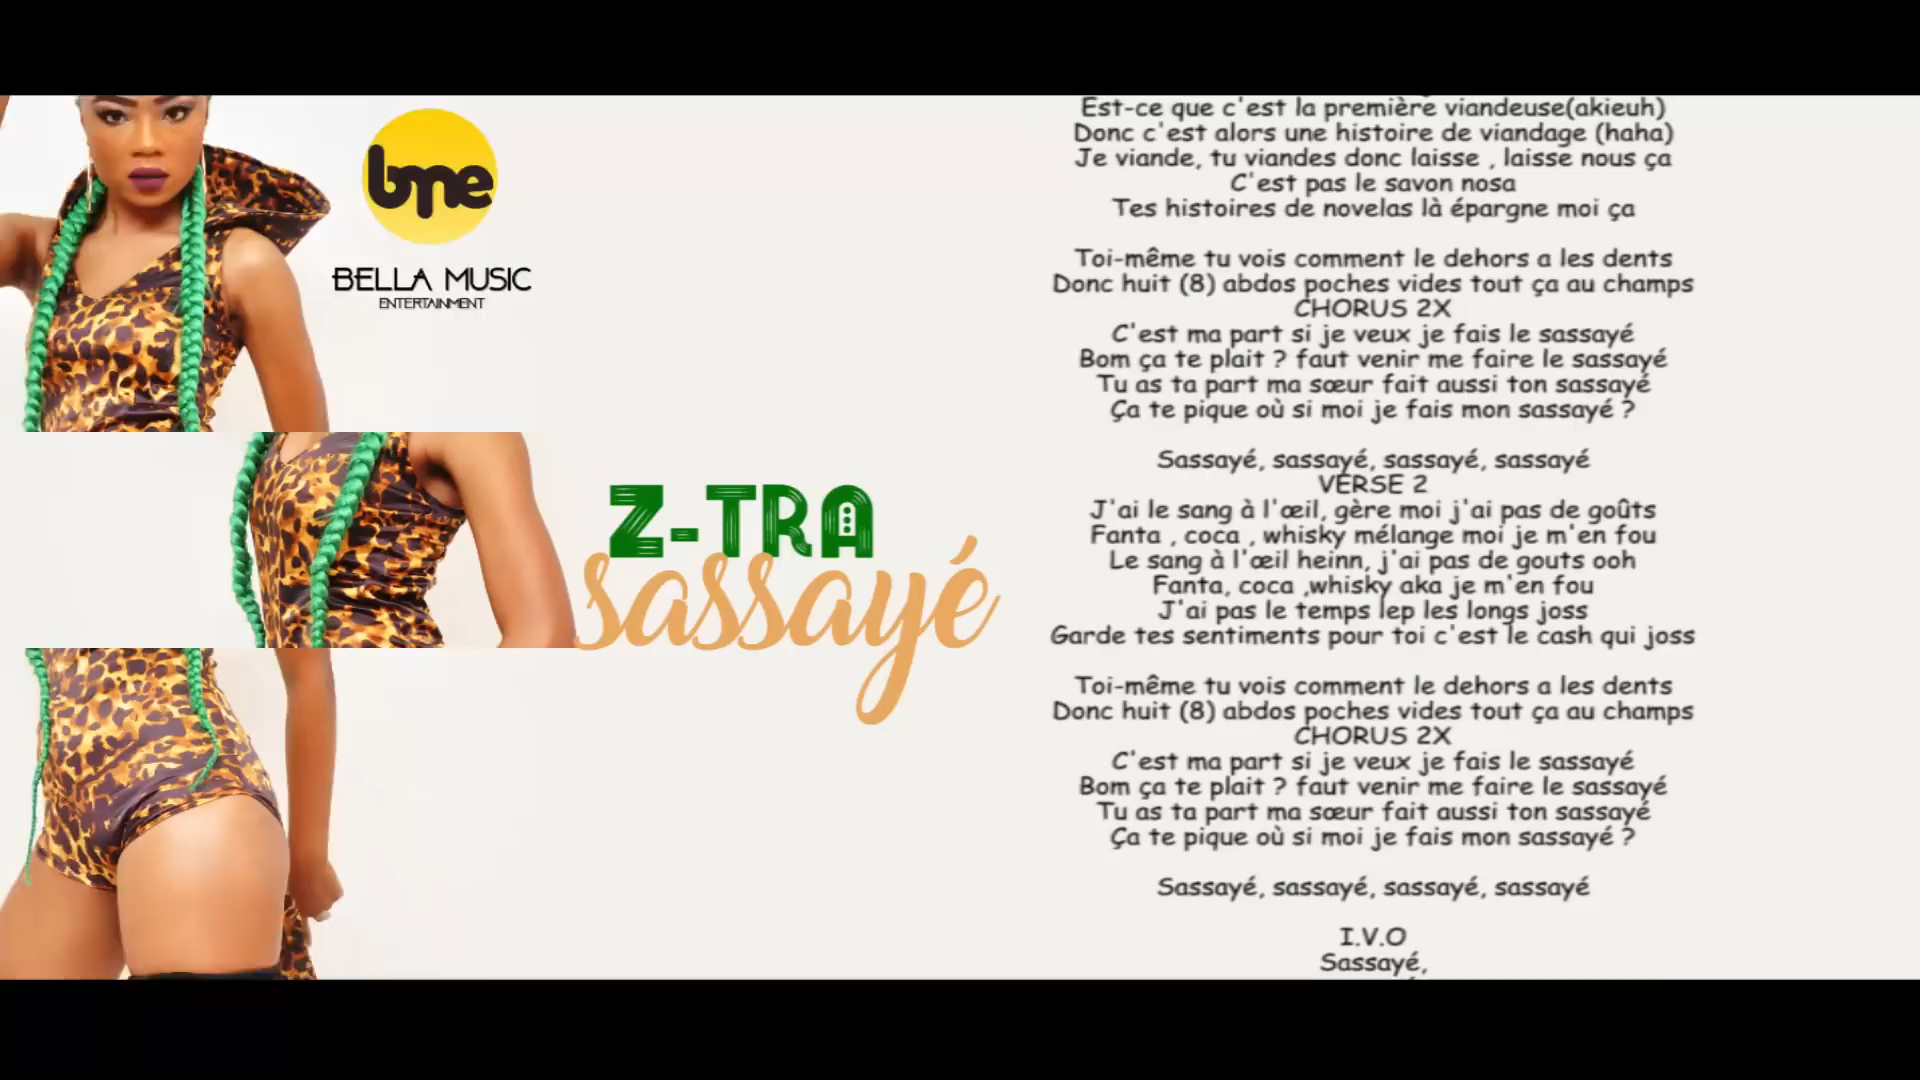 bme
BELLA MUSIC
ENTERTAINMENT
Z-TRA
sassayé
Est-ce que c'est la première viandeuse(akieuh)
Donc c'est alors une histoire de viandage (haha)
Je viande, tu viandes donc laisse , laisse nous ça
C'est pas le savon nosa
Tes histoires de novelas là épargne moi ça
Toi-même tu vois comment le dehors a les dents
Donc huit (8) abdos poches vides tout ça au champs
CHORUS 2X
C'est ma part si je veux je fais le sassayé
Bom ça te plait ? faut venir me faire le sassayé
Tu as ta part ma sœur fait aussi ton sassayé
Ça te pique où si moi je fais mon sassayé ?
Sassayé, sassayé, sassayé, sassayé
VERSE 2
J'ai le sang à l'œil, gère moi j'ai pas de goûts
Fanta , coca , whisky mélange moi je m'en fou
Le sang à l'œil heinn, j'ai pas de gouts ooh
Fanta, coca ,whisky aka je m'en fou
J'ai pas le temps lep les longs joss
Garde tes sentiments pour toi c'est le cash qui joss
Toi-même tu vois comment le dehors a les dents
Donc huit (8) abdos poches vides tout ça au champs
CHORUS 2X
C'est ma part si je veux je fais le sassayé
Bom ça te plait ? faut venir me faire le sassayé
Tu as ta part ma sœur fait aussi ton sassayé
Ça te pique où si moi je fais mon sassayé ?
Sassayé, sassayé, sassayé, sassayé
I.V.O
Sassayé,